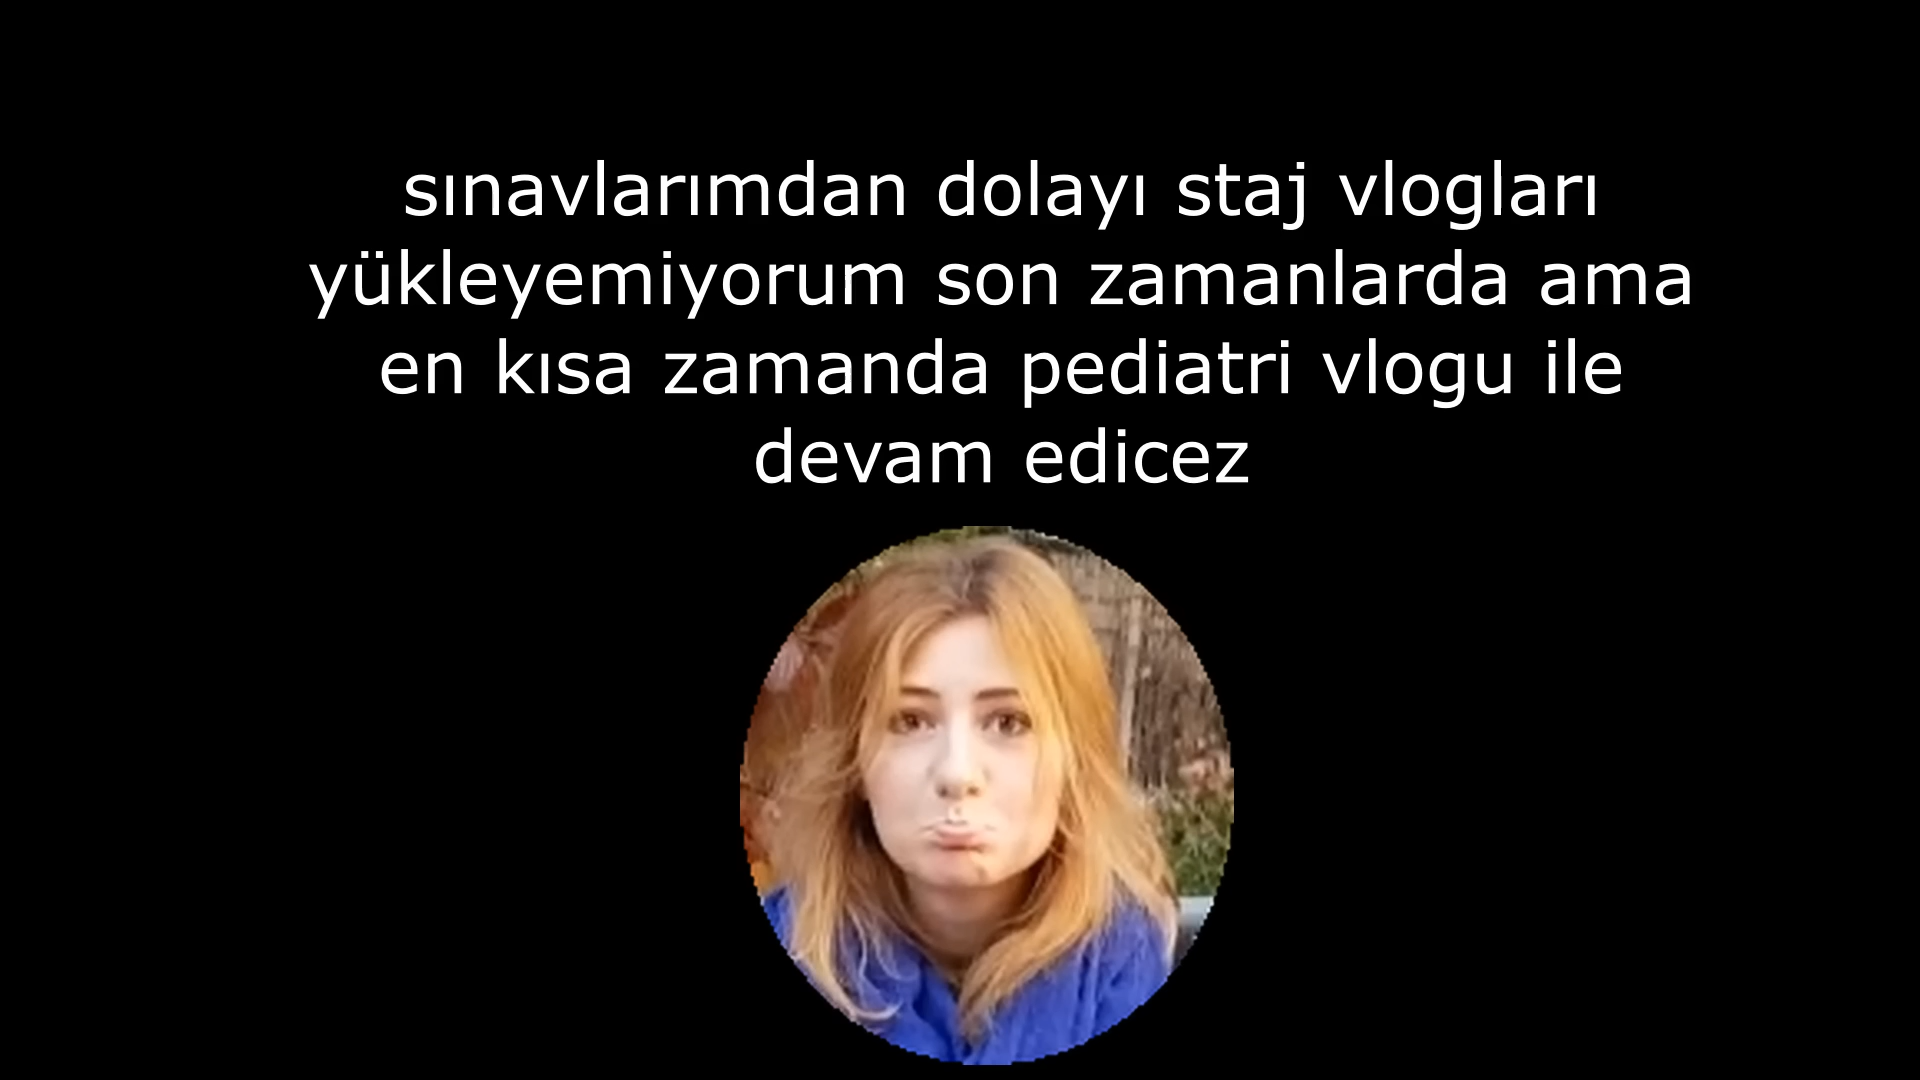 sınavlarımdan dolayı staj vlogları
yükleyemiyorum son zamanlarda ama
en kısa zamanda pediatri vlogu ile
devam edicez